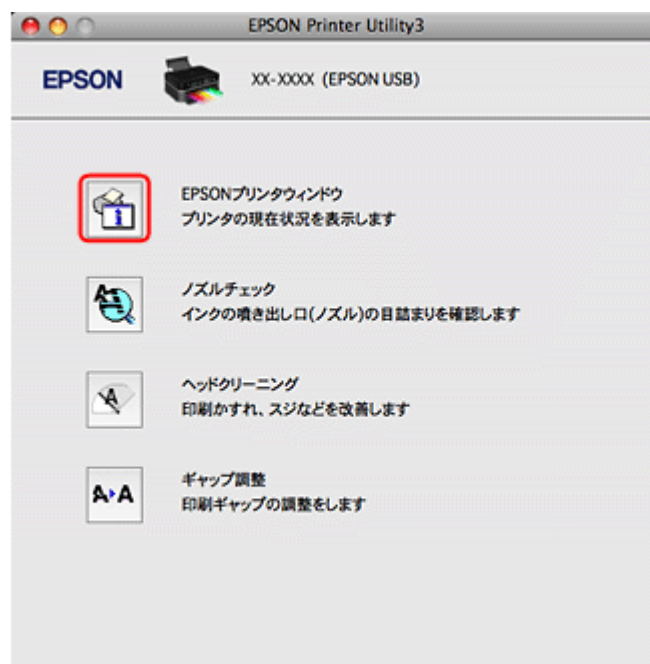 EPSON Printer Utility3
EPSON XX-XXXX (EPSON USB)
EPSONプリンタウィンドウ
プリンタの現在状況を表示します
ノズルチェック
インクの噴き出し口(ノズル)の目詰まりを確認します
ヘッドクリーニング
印刷かすれ、スジなどを改善します
ギャップ調整
印刷ギャップの調整をします
A▸A